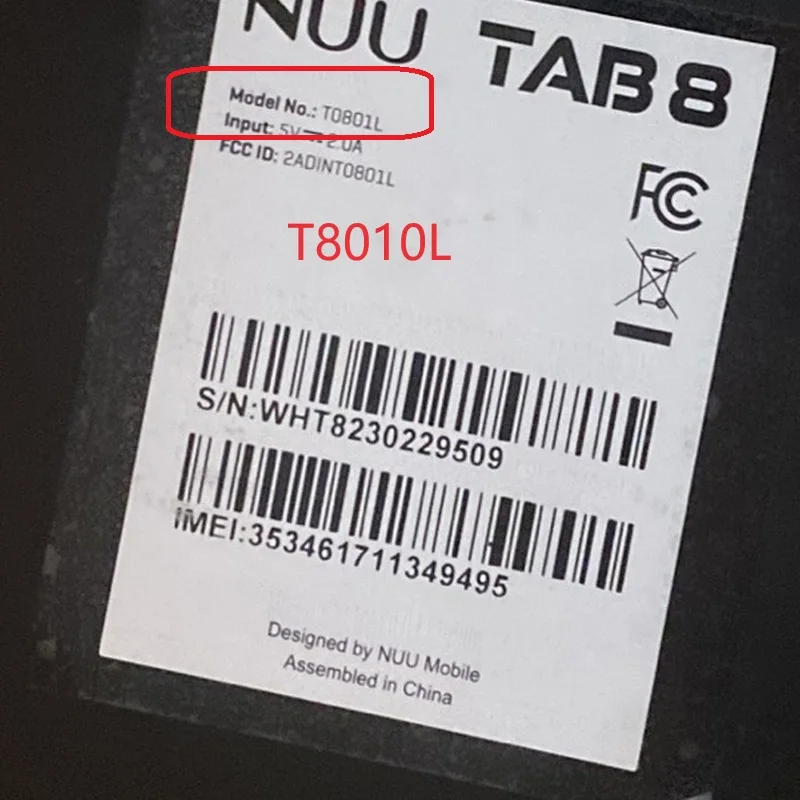 NUU TAB 8
Model No.: T0801L
Input: 5V⎓2.0A
FCC ID: 2ADINT0801L
FC
T8010L
S/N:WHT8230229509
IMEI:353461711349495
Designed by NUU Mobile
Assembled in China